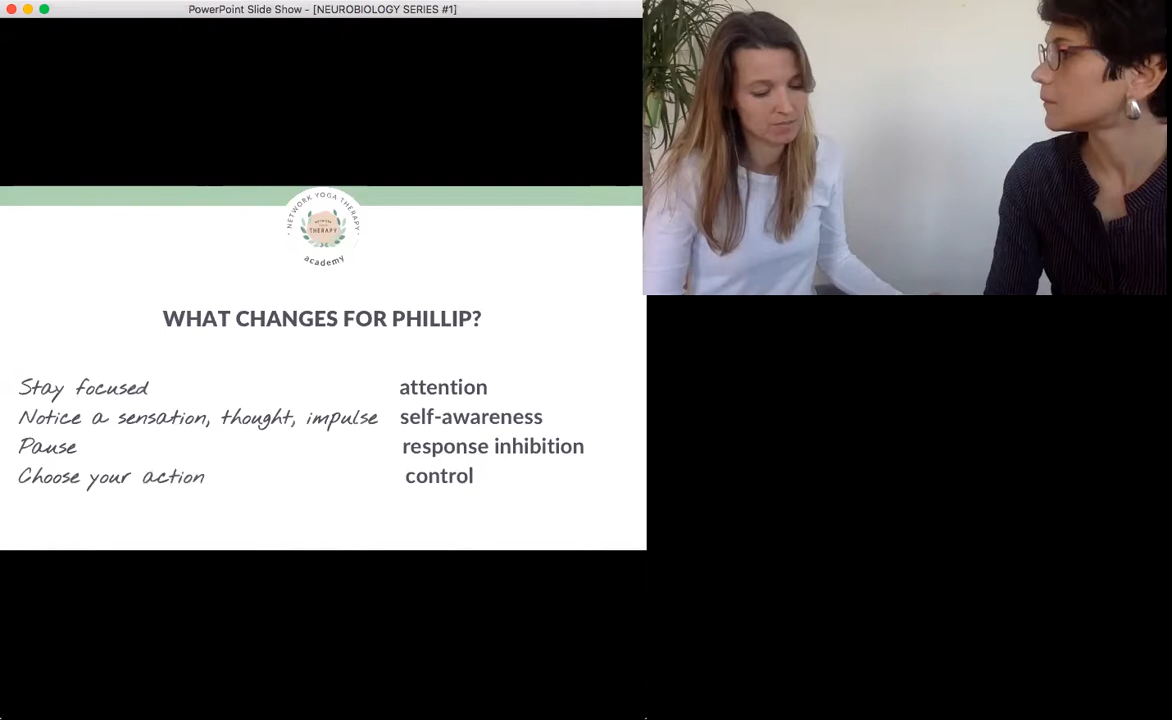 PowerPoint Slide Show - [NEUROBIOLOGY SERIES #1]
NETWORK YOGA THERAPY
NETWORK
THERAPY
academy
WHAT CHANGES FOR PHILLIP?
Stay focused attention
Notice a sensation, thought, impulse self-awareness
Pause response inhibition
Choose your action control